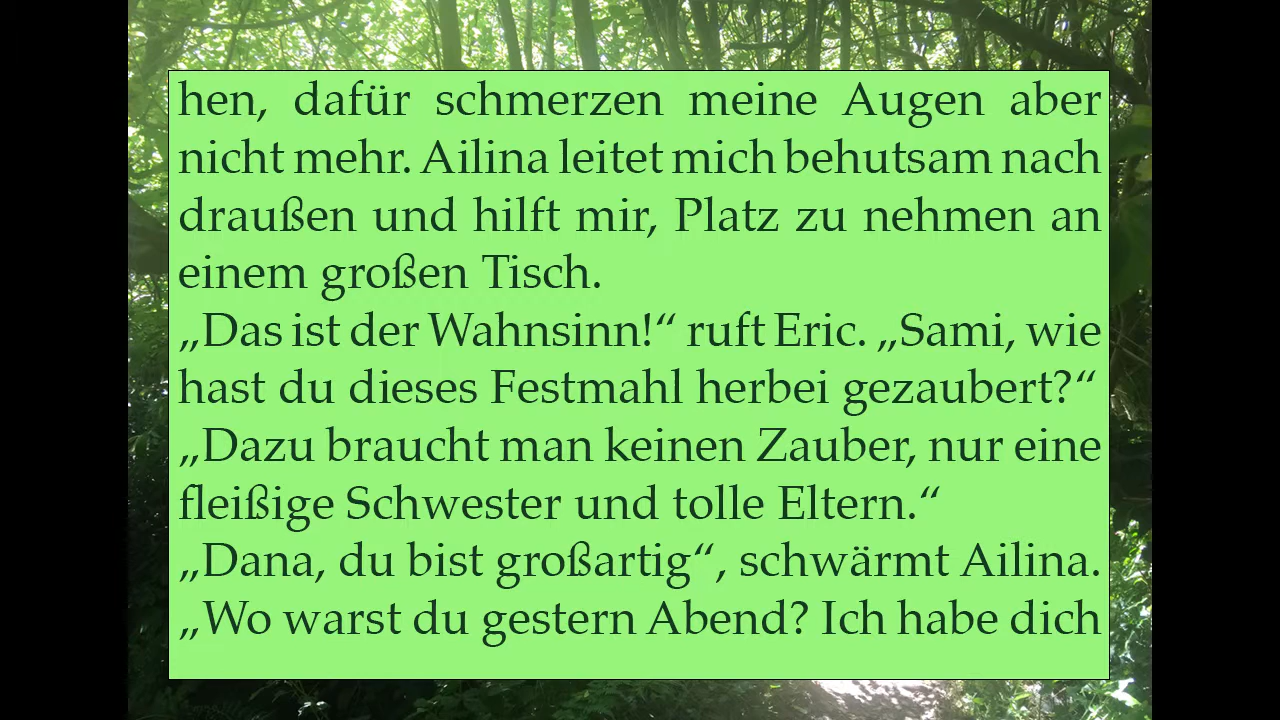 hen, dafür schmerzen meine Augen aber
nicht mehr. Ailina leitet mich behutsam nach
draußen und hilft mir, Platz zu nehmen an
einem großen Tisch.
„Das ist der Wahnsinn!“ ruft Eric. „Sami, wie
hast du dieses Festmahl herbei gezaubert?“
„Dazu braucht man keinen Zauber, nur eine
fleißige Schwester und tolle Eltern.“
„Dana, du bist großartig“, schwärmt Ailina.
„Wo warst du gestern Abend? Ich habe dich